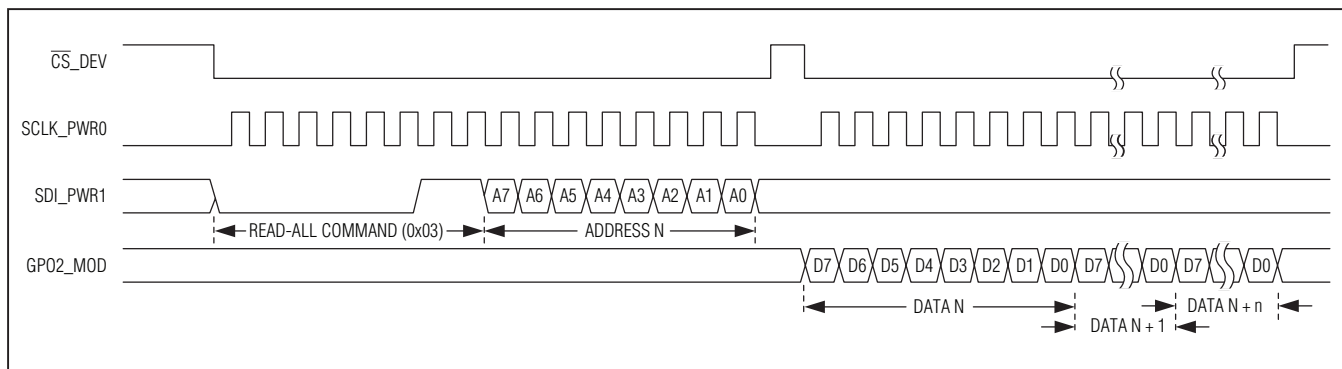 CS_DEV
SCLK_PWR0
SDI_PWR1
A7 A6 A5 A4 A3 A2 A1 A0
READ-ALL COMMAND (0x03) ADDRESS N
GPO2_MOD
D7 D6 D5 D4 D3 D2 D1 D0 D7 D0 D7 D0
DATA N DATA N + n
DATA N + 1